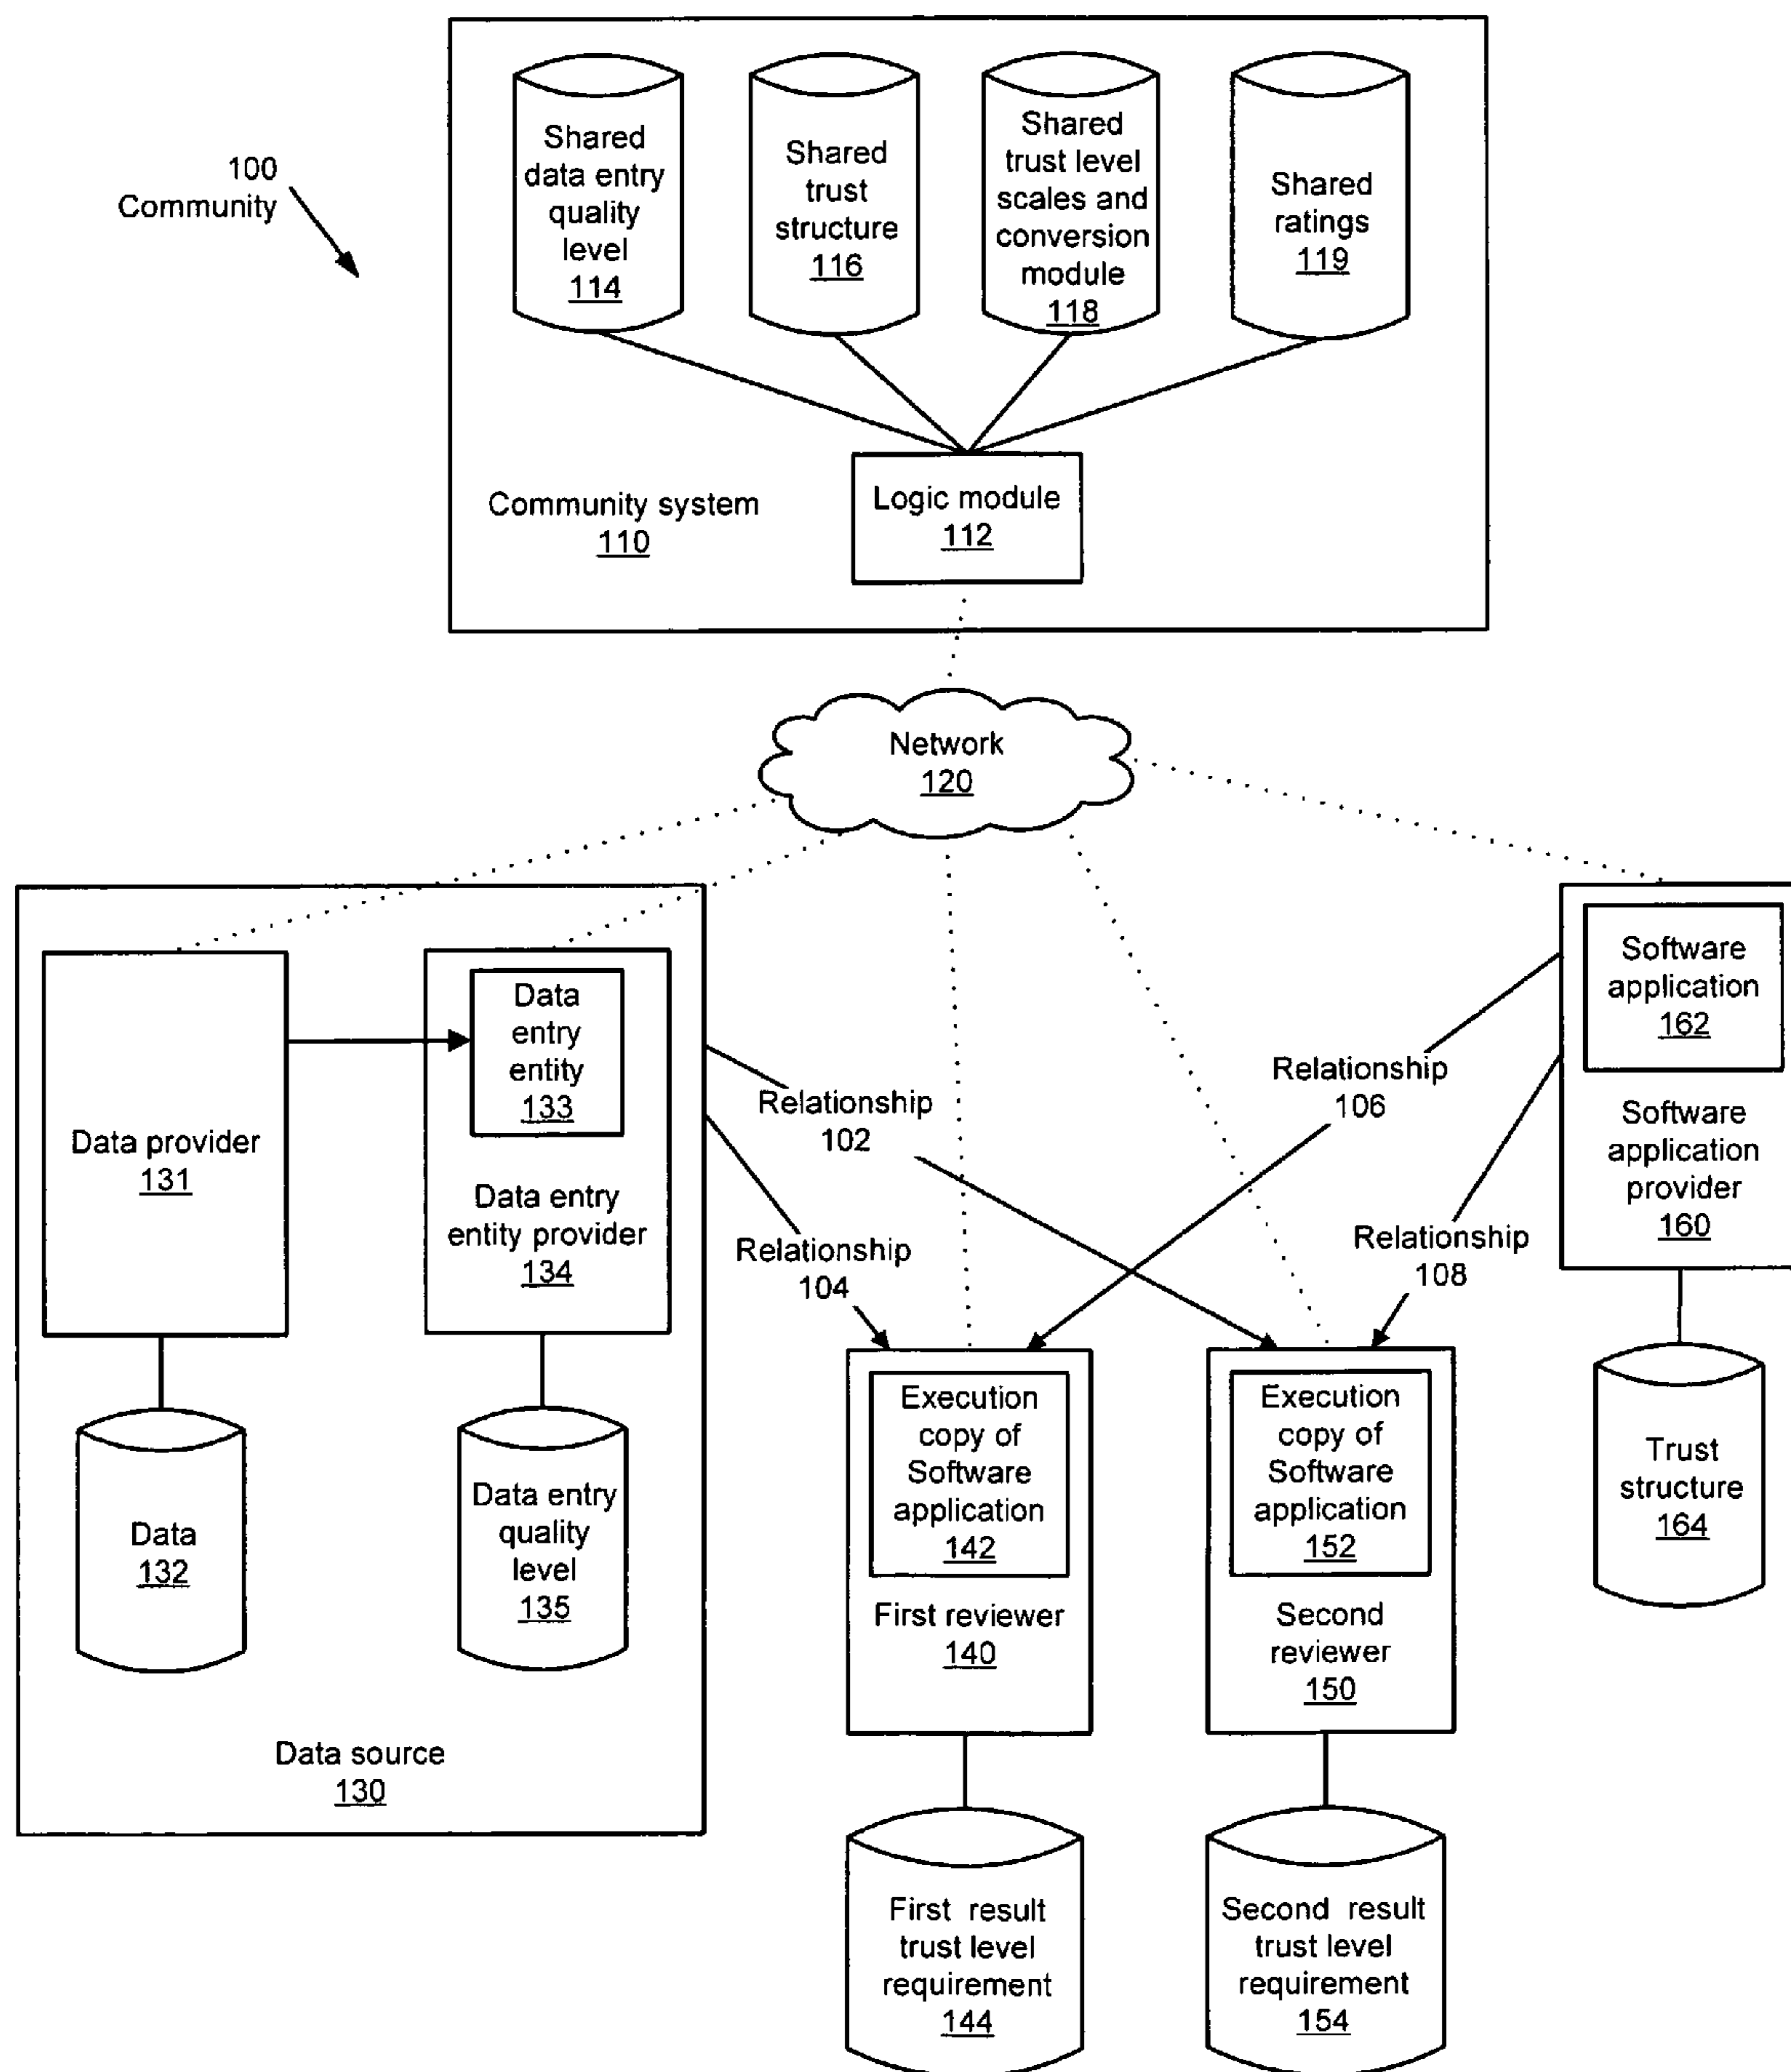 100
Community
Shared
data entry
quality
level
114
Shared
trust
structure
116
Shared
trust level
scales and
conversion
module
118
Shared
ratings
119
Community system
110
Logic module
112
Network
120
Data provider
131
Data
entry
entity
133
Data entry
entity provider
134
Data
132
Data entry
quality
level
135
Data source
130
Relationship
102
Relationship
104
Relationship
106
Relationship
108
Software
application
162
Software
application
provider
160
Trust
structure
164
Execution
copy of
Software
application
142
First reviewer
140
Execution
copy of
Software
application
152
Second
reviewer
150
First result
trust level
requirement
144
Second result
trust level
requirement
154